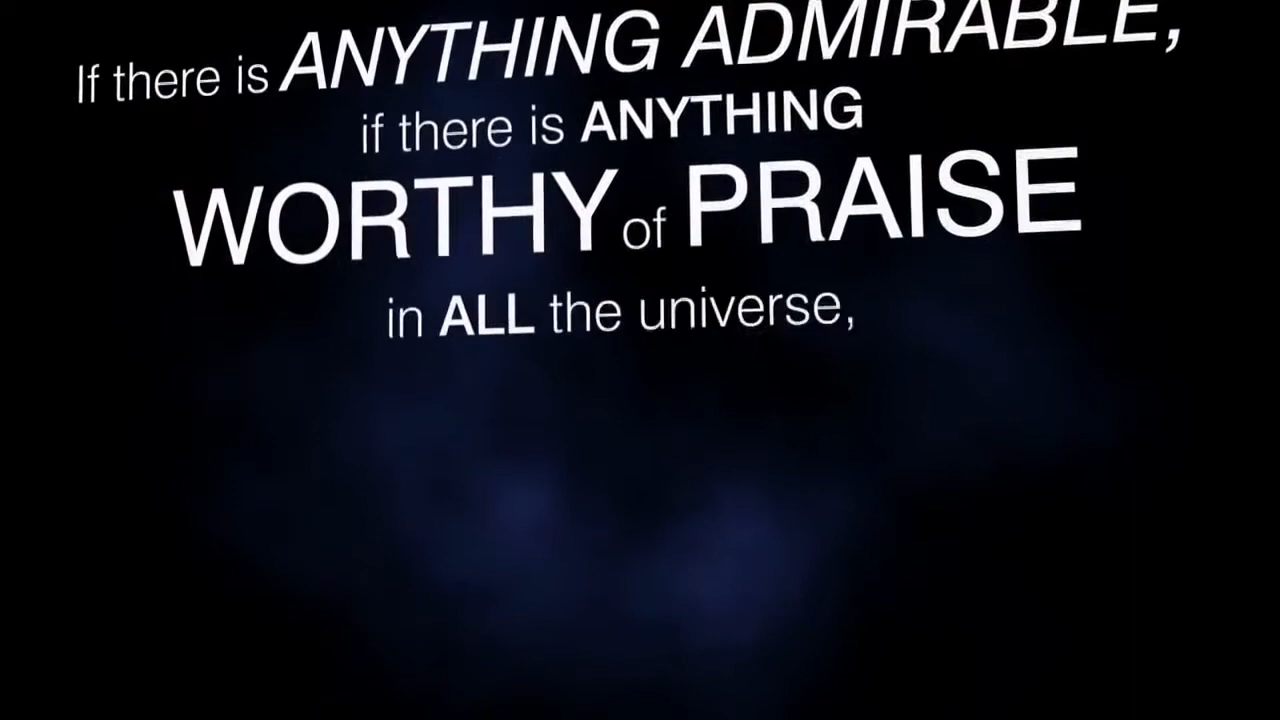 If there is ANYTHING ADMIRABLE,
if there is ANYTHING
WORTHY of PRAISE
in ALL the universe,